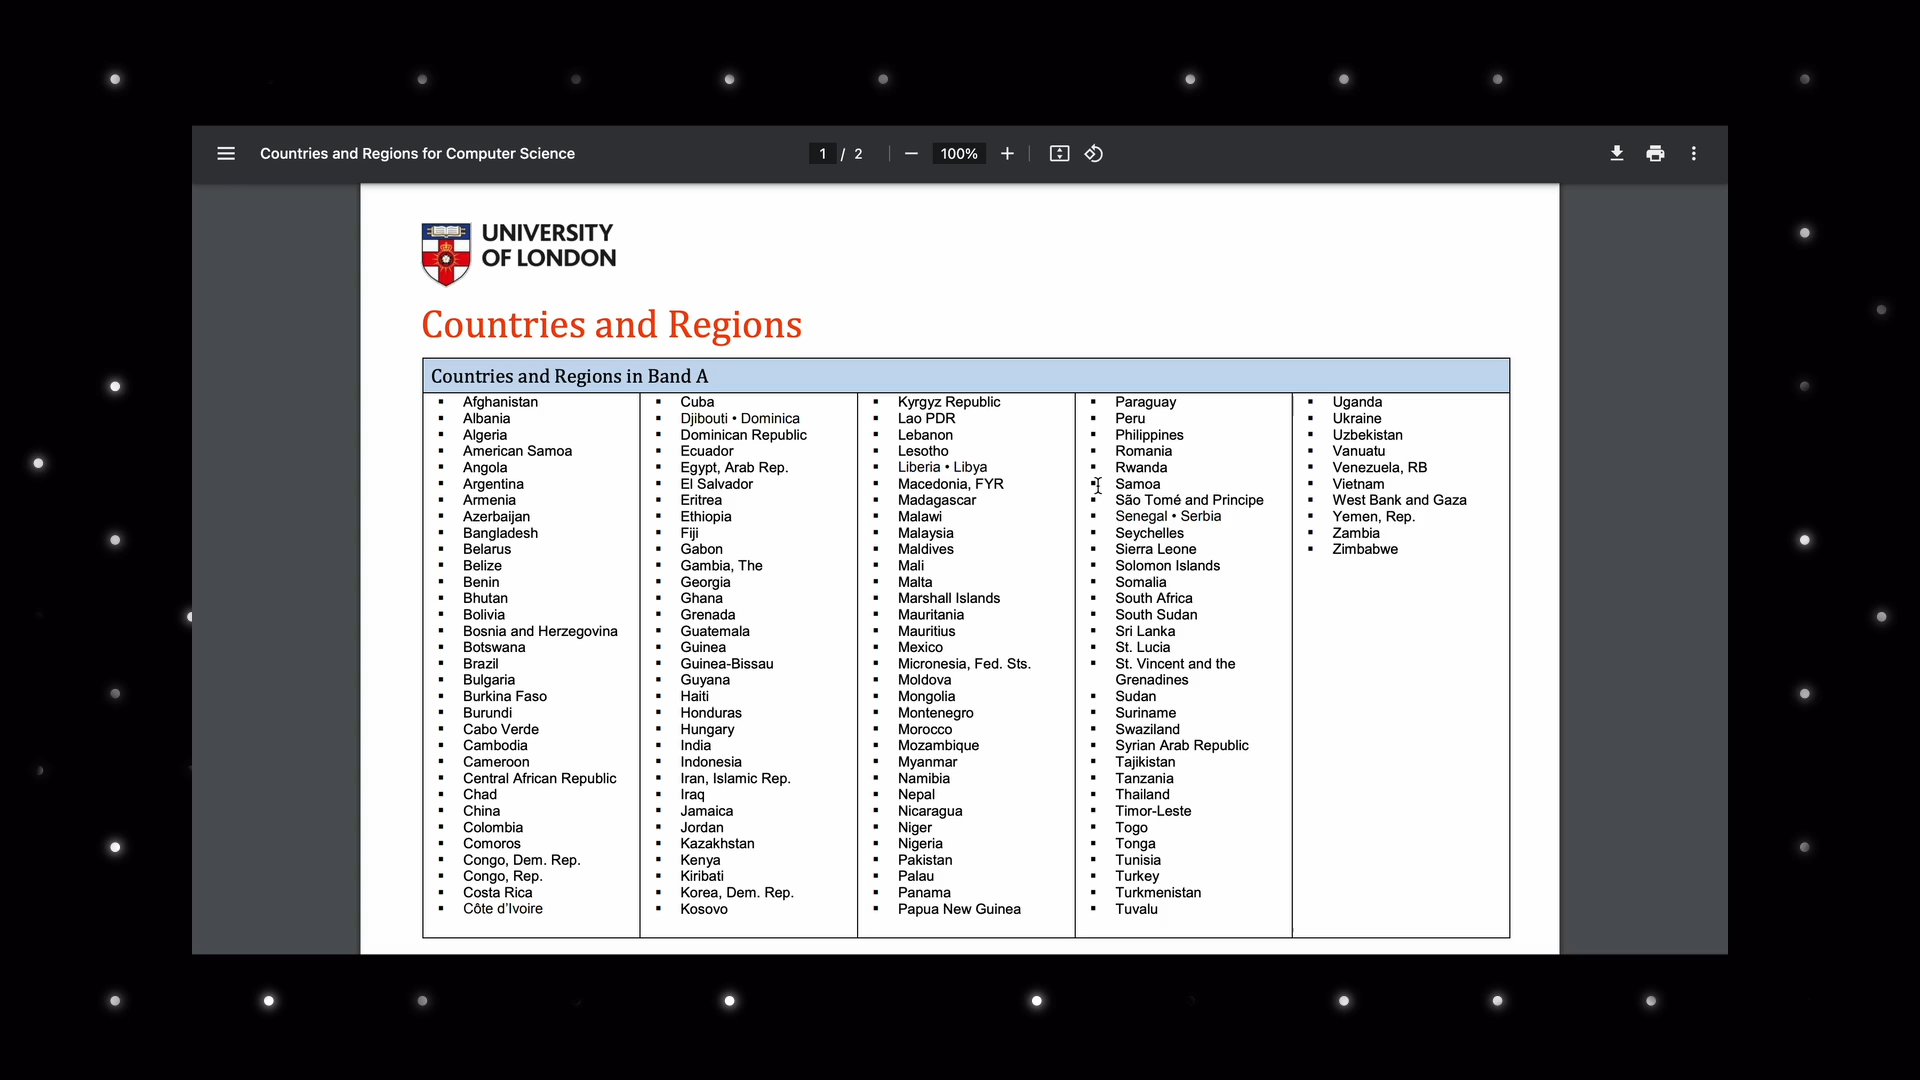 Countries and Regions for Computer Science
1 / 2
100%
UNIVERSITY
OF LONDON
Countries and Regions
Countries and Regions in Band A
Afghanistan
Albania
Algeria
American Samoa
Angola
Argentina
Armenia
Azerbaijan
Bangladesh
Belarus
Belize
Benin
Bhutan
Bolivia
Bosnia and Herzegovina
Botswana
Brazil
Bulgaria
Burkina Faso
Burundi
Cabo Verde
Cambodia
Cameroon
Central African Republic
Chad
China
Colombia
Comoros
Congo, Dem. Rep.
Congo, Rep.
Costa Rica
Côte d’Ivoire
Cuba
Djibouti • Dominica
Dominican Republic
Ecuador
Egypt, Arab Rep.
El Salvador
Eritrea
Ethiopia
Fiji
Gabon
Gambia, The
Georgia
Ghana
Grenada
Guatemala
Guinea
Guinea-Bissau
Guyana
Haiti
Honduras
Hungary
India
Indonesia
Iran, Islamic Rep.
Iraq
Jamaica
Jordan
Kazakhstan
Kenya
Kiribati
Korea, Dem. Rep.
Kosovo
Kyrgyz Republic
Lao PDR
Lebanon
Lesotho
Liberia • Libya
Macedonia, FYR
Madagascar
Malawi
Malaysia
Maldives
Mali
Malta
Marshall Islands
Mauritania
Mauritius
Mexico
Micronesia, Fed. Sts.
Moldova
Mongolia
Montenegro
Morocco
Mozambique
Myanmar
Namibia
Nepal
Nicaragua
Niger
Nigeria
Pakistan
Palau
Panama
Papua New Guinea
Paraguay
Peru
Philippines
Romania
Rwanda
Samoa
São Tomé and Principe
Senegal • Serbia
Seychelles
Sierra Leone
Solomon Islands
Somalia
South Africa
South Sudan
Sri Lanka
St. Lucia
St. Vincent and the
Grenadines
Sudan
Suriname
Swaziland
Syrian Arab Republic
Tajikistan
Tanzania
Thailand
Timor-Leste
Togo
Tonga
Tunisia
Turkey
Turkmenistan
Tuvalu
Uganda
Ukraine
Uzbekistan
Vanuatu
Venezuela, RB
Vietnam
West Bank and Gaza
Yemen, Rep.
Zambia
Zimbabwe